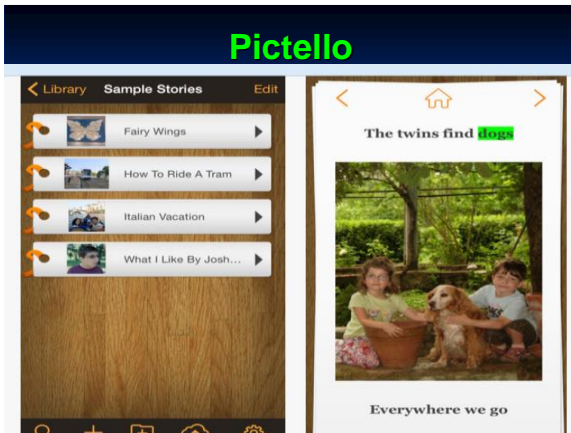 Pictello
Library Sample Stories Edit
Fairy Wings
How To Ride A Tram
Italian Vacation
What I Like By Josh...
The twins find dogs
Everywhere we go